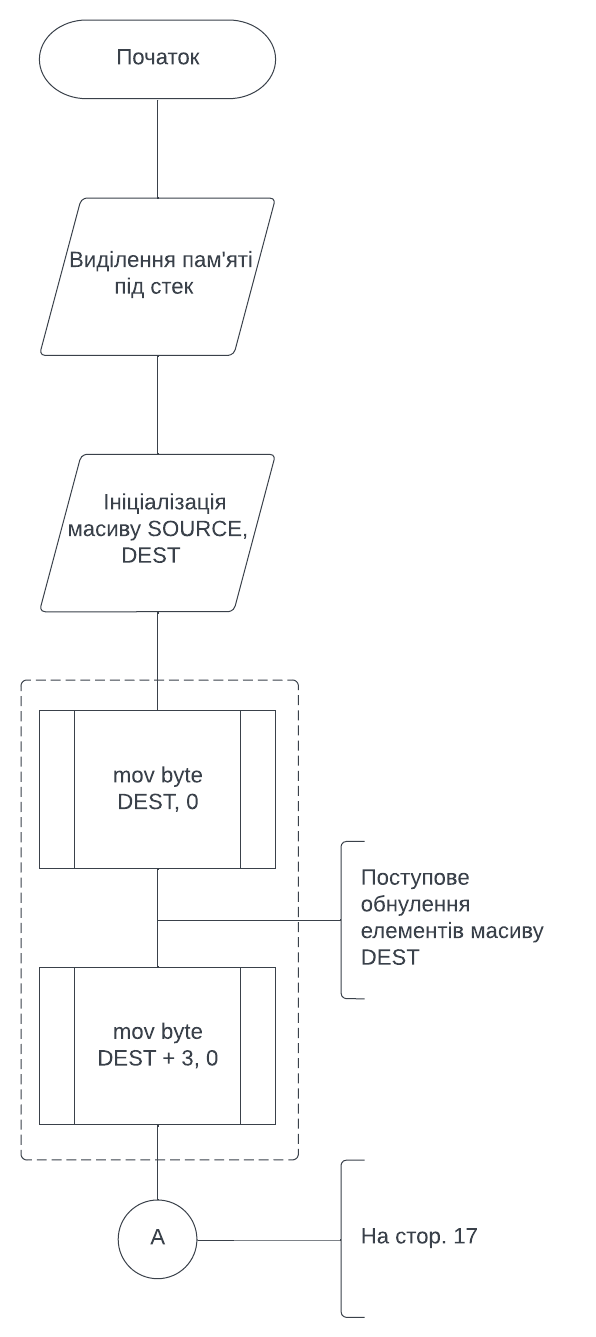 Початок
Виділення пам'яті
під стек
Ініціалізація
масиву SOURCE,
DEST
mov byte
DEST, 0
Поступове
обнулення
елементів масиву
DEST
mov byte
DEST + 3, 0
А
На стор. 17